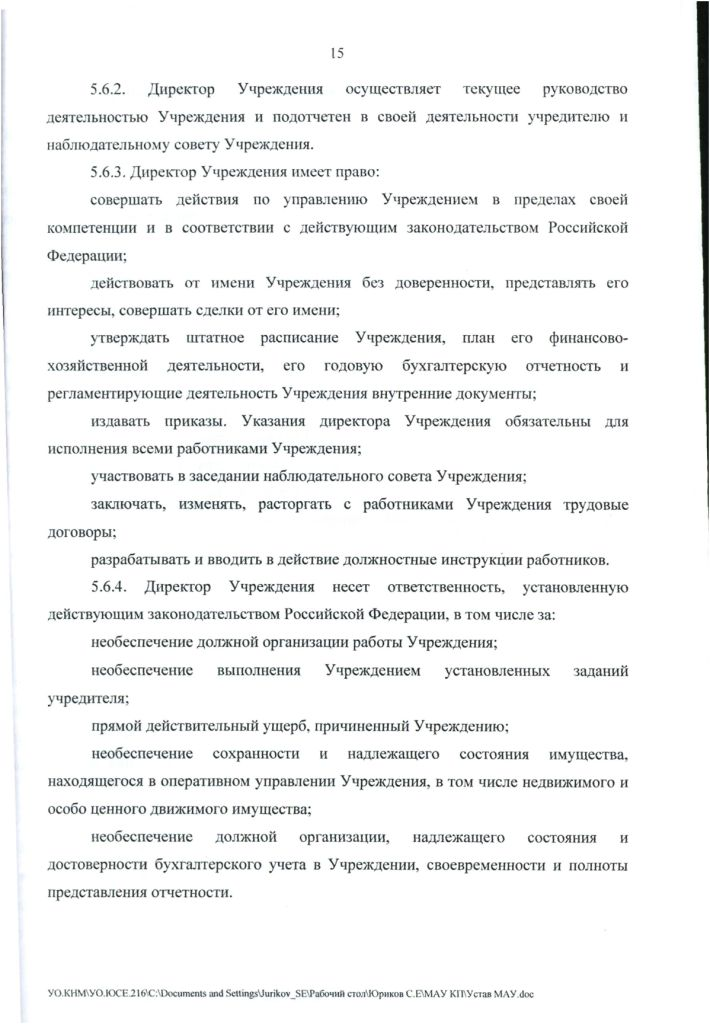 15
5.6.2. Директор Учреждения осуществляет текущее руководство
деятельностью Учреждения и подотчетен в своей деятельности учредителю и
наблюдательному совету Учреждения.
5.6.3. Директор Учреждения имеет право:
совершать действия по управлению Учреждением в пределах своей
компетенции и в соответствии с действующим законодательством Российской
Федерации;
действовать от имени Учреждения без доверенности, представлять его
интересы, совершать сделки от его имени;
утверждать штатное расписание Учреждения, план его финансово-
хозяйственной деятельности, его годовую бухгалтерскую отчетность и
регламентирующие деятельность Учреждения внутренние документы;
издавать приказы. Указания директора Учреждения обязательны для
исполнения всеми работниками Учреждения;
участвовать в заседании наблюдательного совета Учреждения;
заключать, изменять, расторгать с работниками Учреждения трудовые
договоры;
разрабатывать и вводить в действие должностные инструкции работников.
5.6.4. Директор Учреждения несет ответственность, установленную
действующим законодательством Российской Федерации, в том числе за:
необеспечение должной организации работы Учреждения;
необеспечение выполнения Учреждением установленных заданий
учредителя;
прямой действительный ущерб, причиненный Учреждению;
необеспечение сохранности и надлежащего состояния имущества,
находящегося в оперативном управлении Учреждения, в том числе недвижимого и
особо ценного движимого имущества;
необеспечение должной организации, надлежащего состояния и
достоверности бухгалтерского учета в Учреждении, своевременности и полноты
представления отчетности.
УО.КНМ\УО.ЮСЕ.216\C:\Documents and Settings\Jurikov_SE\Рабочий стол\Юриков С.Е\МАУ КП\Устав МАУ.doc